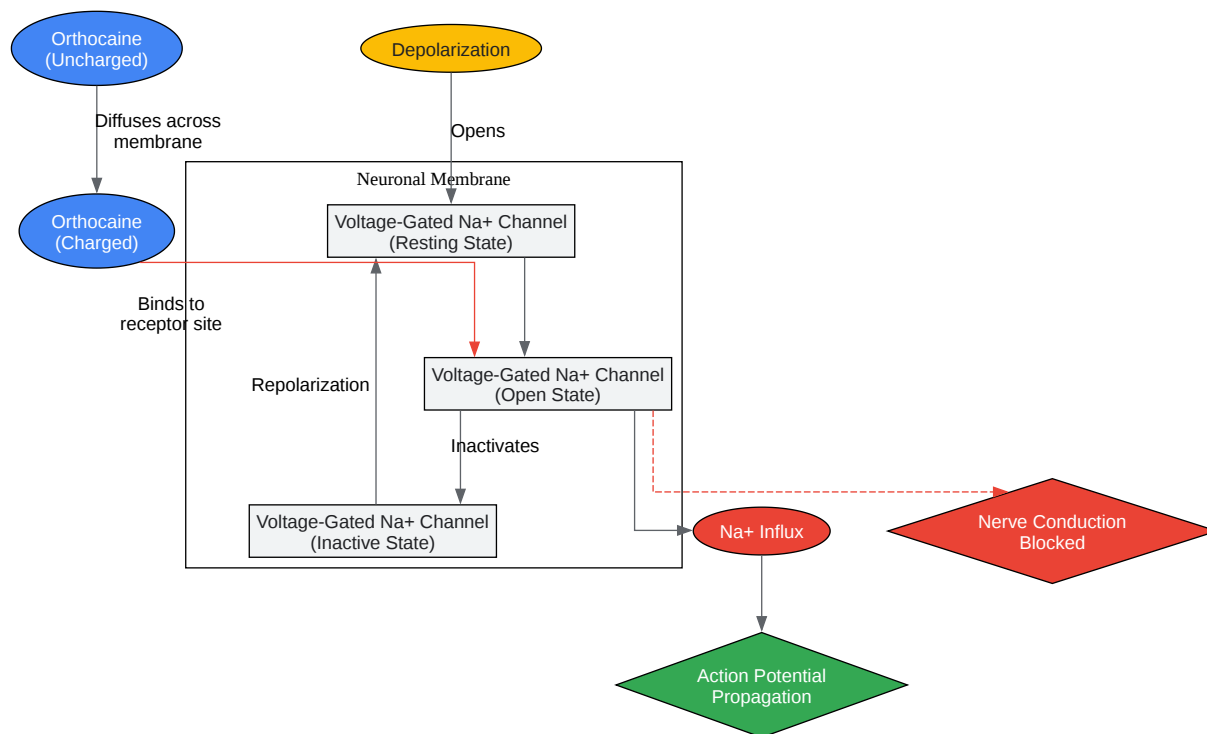 Orthocaine
(Uncharged)
Depolarization
Diffuses across
membrane
Opens
Neuronal Membrane
Orthocaine
(Charged)
Voltage-Gated Na+ Channel
(Resting State)
Binds to
receptor site
Voltage-Gated Na+ Channel
(Open State)
Repolarization
Inactivates
Voltage-Gated Na+ Channel
(Inactive State)
Na+ Influx
Nerve Conduction
Blocked
Action Potential
Propagation